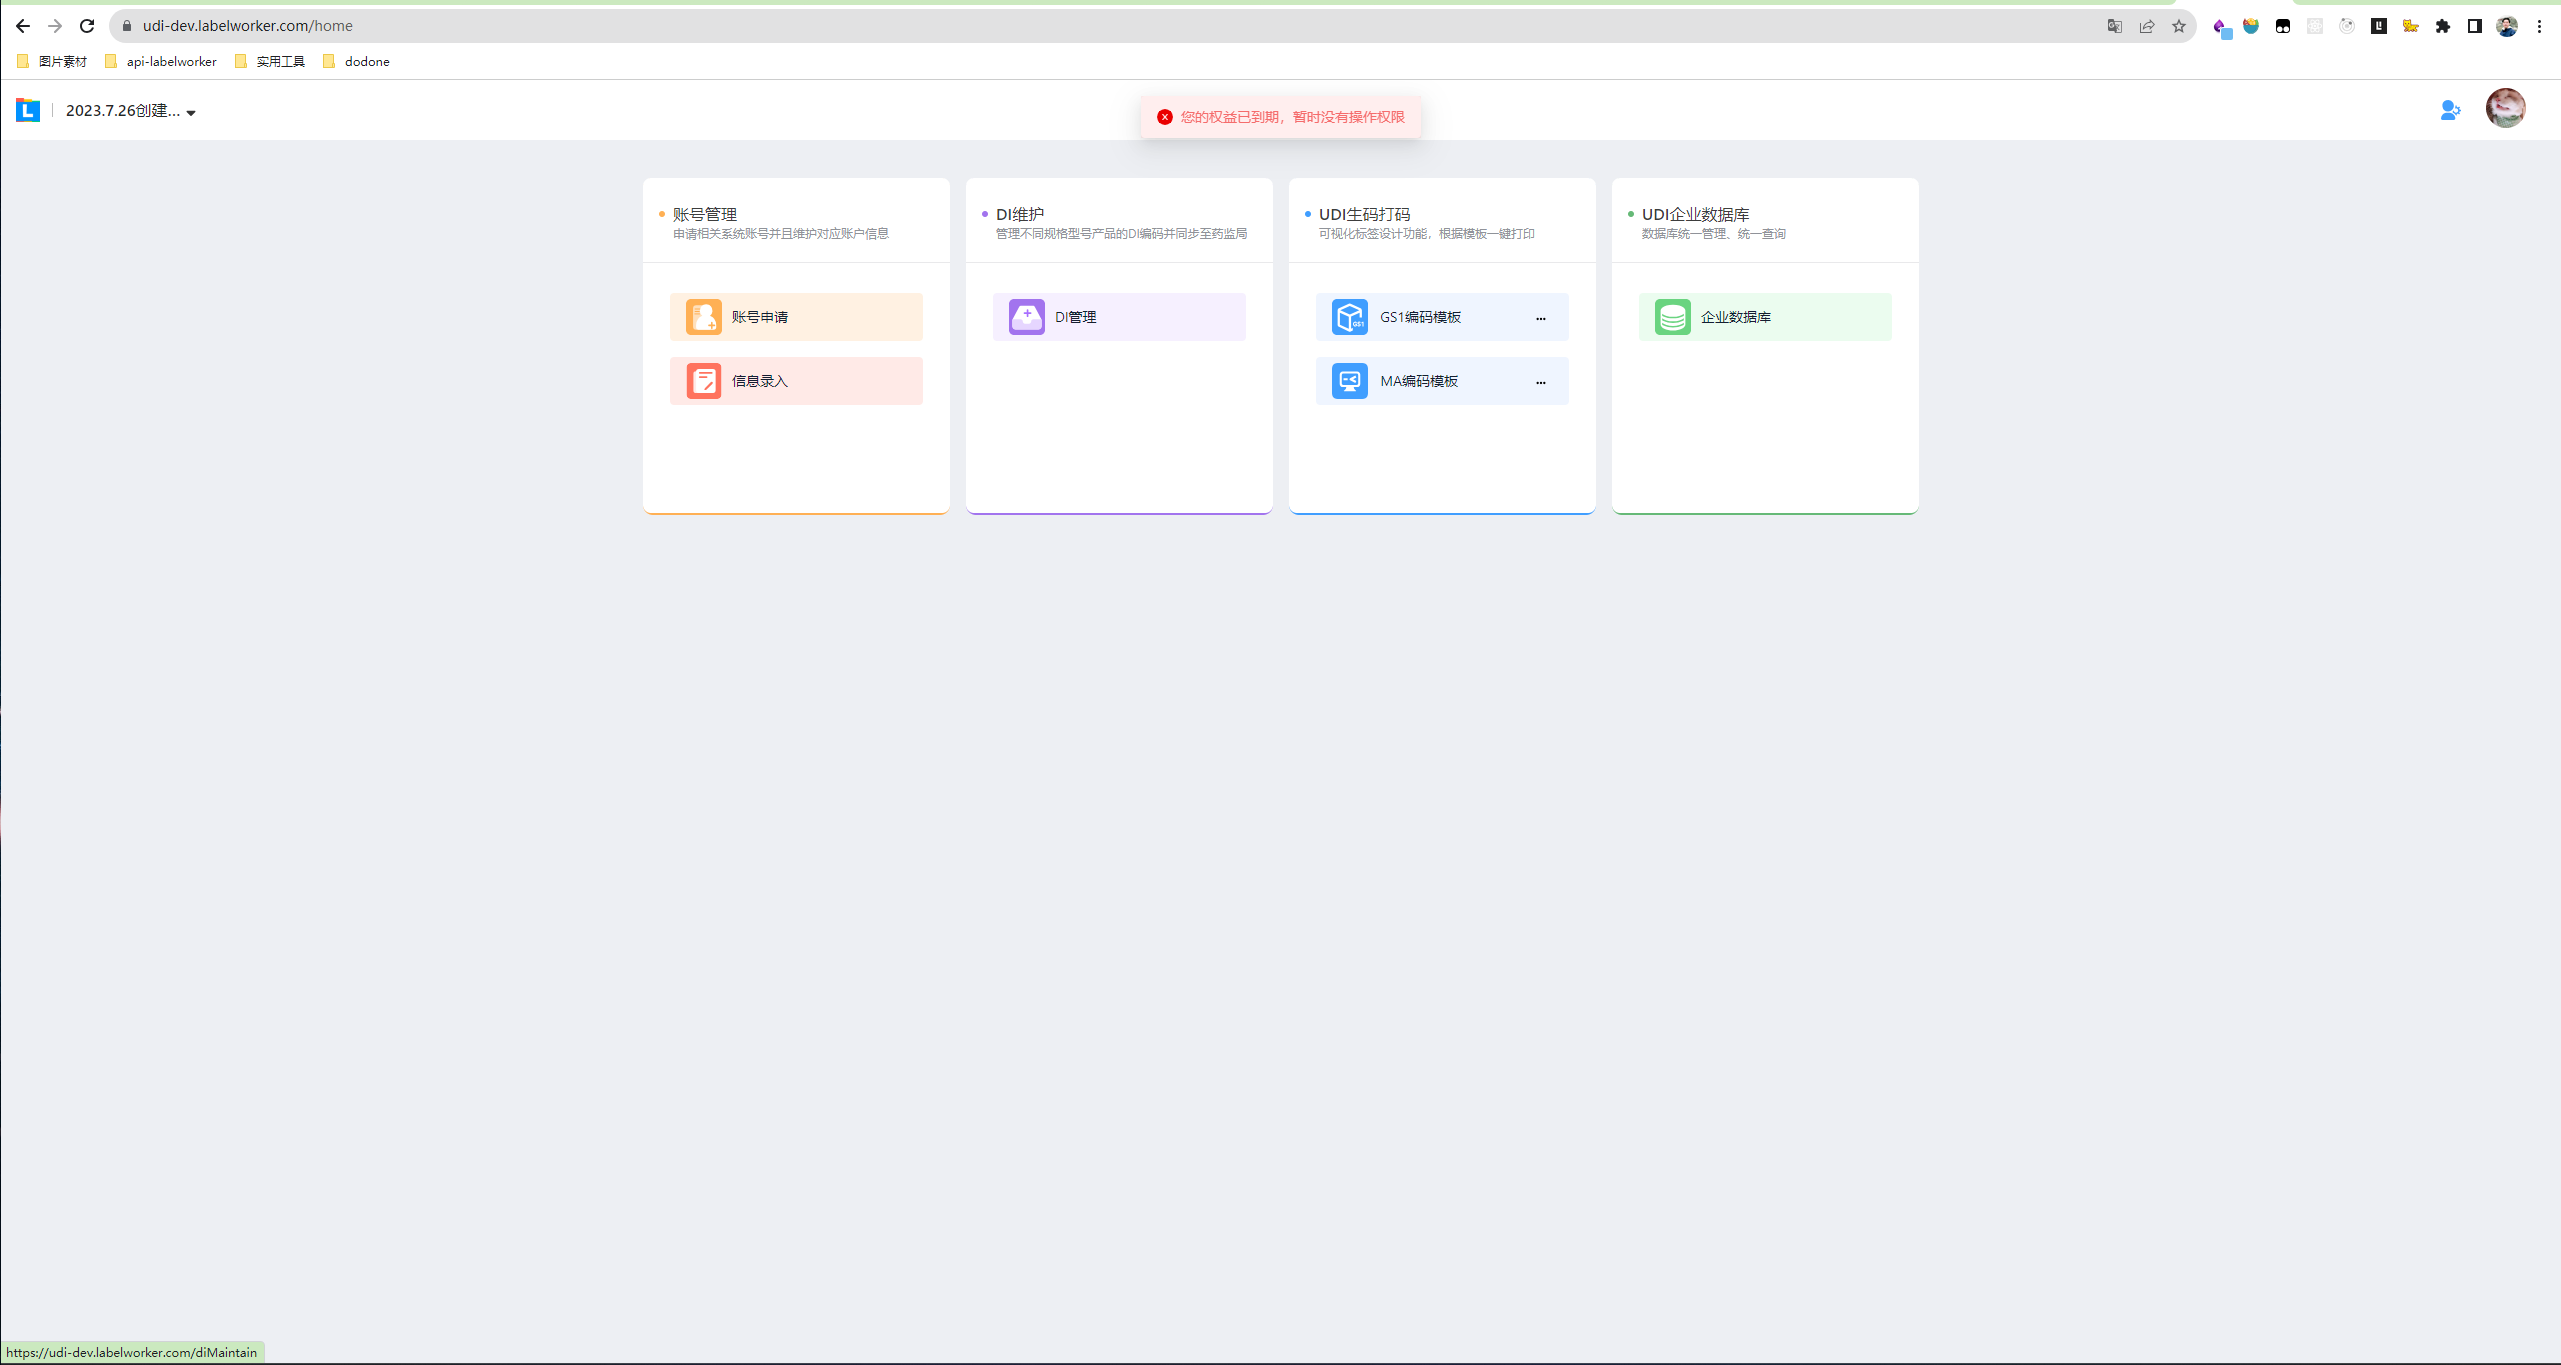 udi-dev.labelworker.com/home
图片素材
api-labelworker
实用工具
dodone
L
2023.7.26创建...
您的权益已到期，暂时没有操作权限
账号管理
申请相关系统账号并且维护对应账户信息
账号申请
信息录入
DI维护
管理不同规格型号产品的DI编码并同步至药监局
DI管理
UDI生码打码
可视化标签设计功能，根据模板一键打印
GS1
GS1编码模板
MA编码模板
UDI企业数据库
数据库统一管理、统一查询
企业数据库
https://udi-dev.labelworker.com/diMaintain